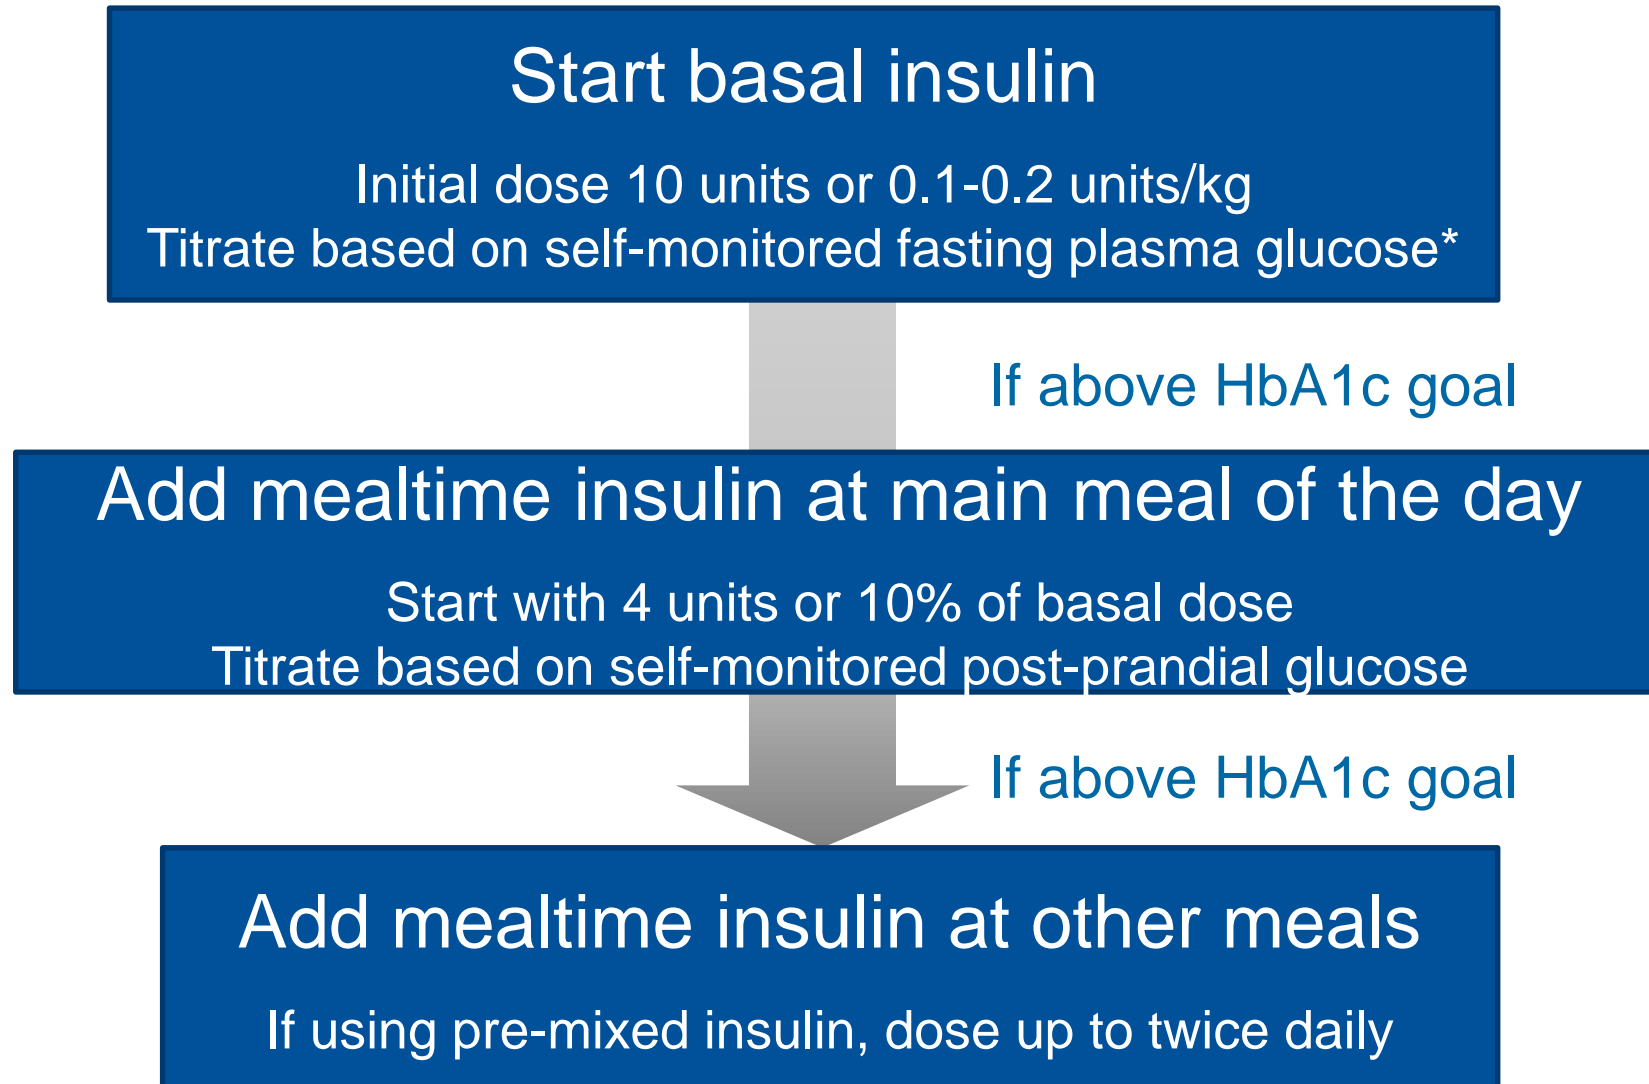 Start basal insulin
Initial dose 10 units or 0.1-0.2 units/kg
Titrate based on self-monitored fasting plasma glucose*
If above HbA1c goal
Add mealtime insulin at main meal of the day
Start with 4 units or 10% of basal dose
Titrate based on self-monitored post-prandial glucose
If above HbA1c goal
Add mealtime insulin at other meals
If using pre-mixed insulin, dose up to twice daily